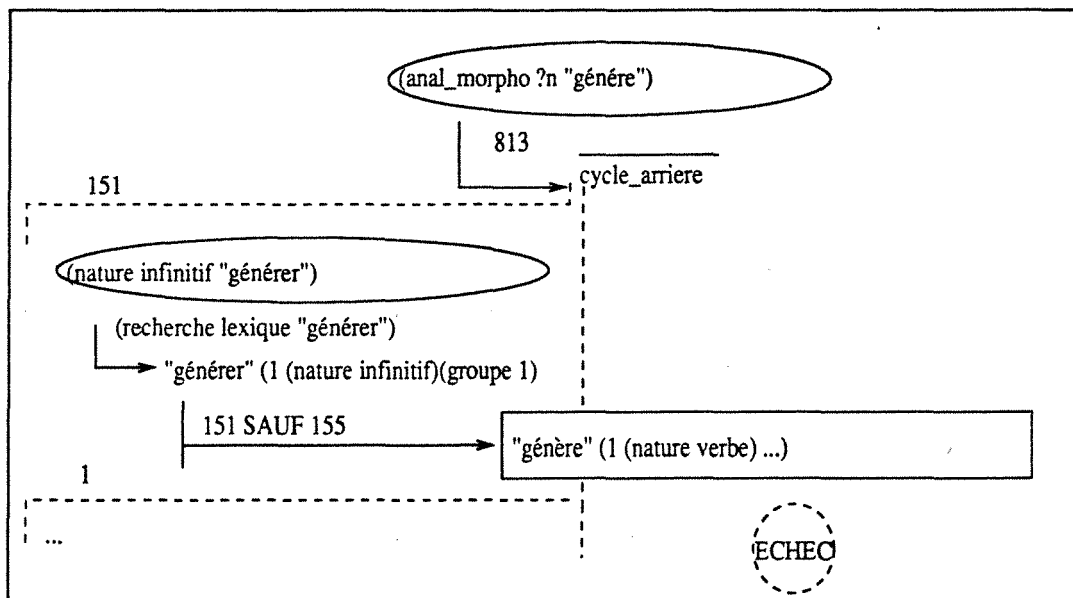 (anal_morpho ?n "génére")
813
cycle_arriere
151
(nature infinitif "générer")
(recherche lexique "générer")
"générer" (1 (nature infinitif)(groupe 1)
151 SAUF 155
"génère" (1 (nature verbe) ...)
1
...
ECHEC